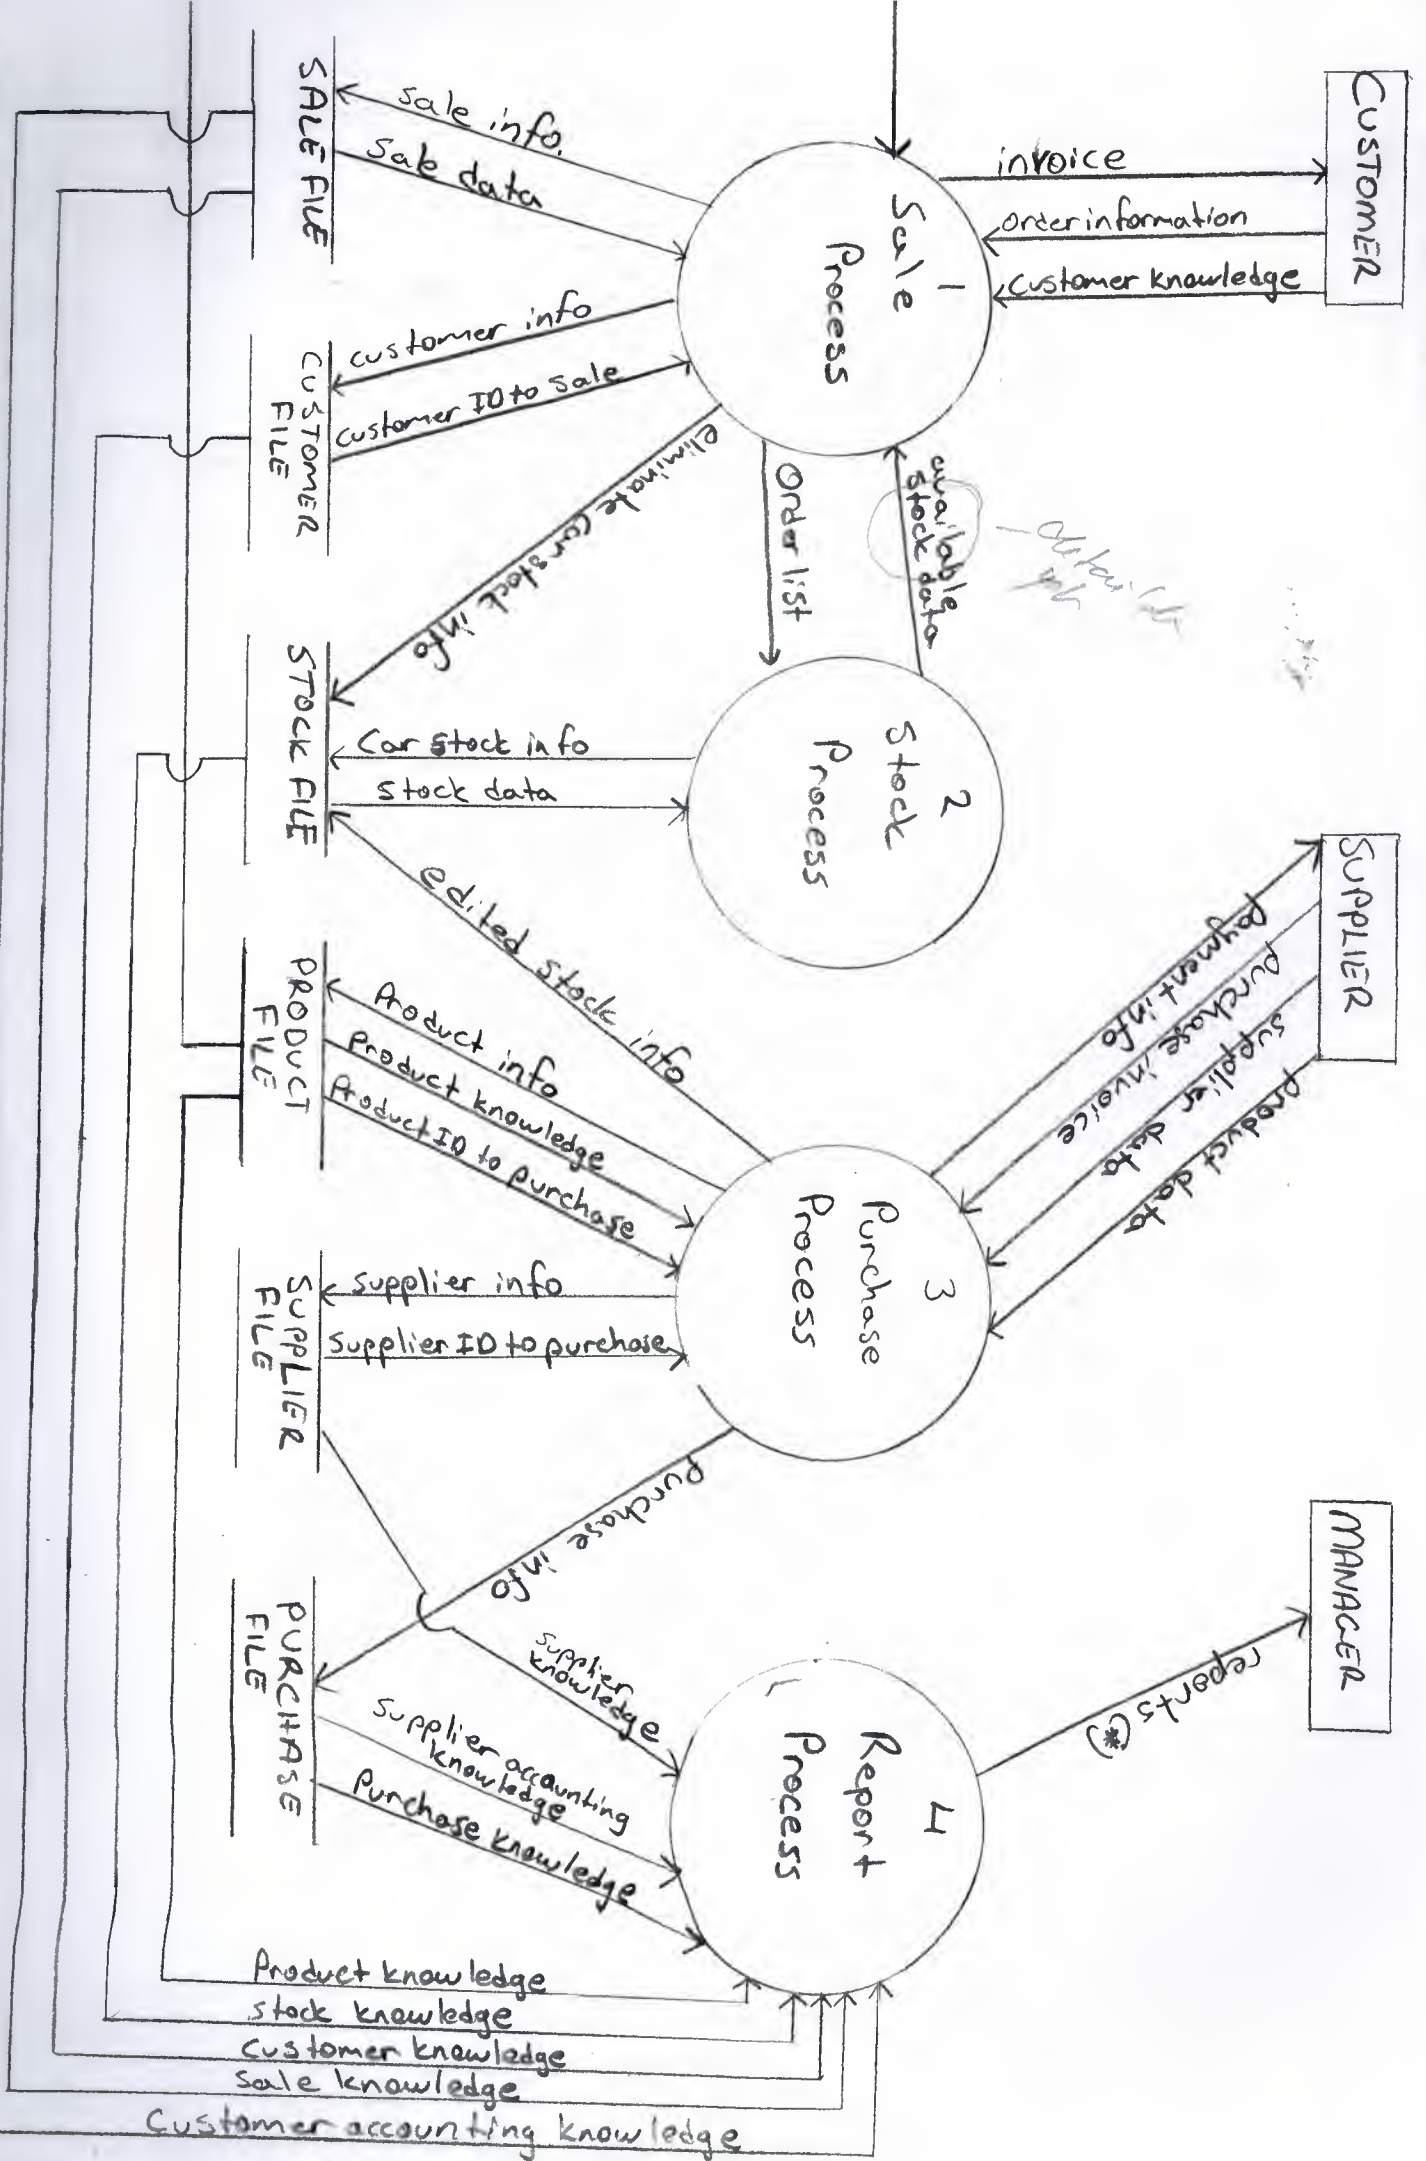 CUSTOMER
invoice
order information
Customer knowledge
1
Sale
Process
sale info.
Sale data
SALE FILE
customer info
customer ID to sale
CUSTOMER
FILE
eliminate car stock info
info
Order list
available
stock data
2
Stock
Process
STOCK FILE
Car stock info
stock data
edited stock info
SUPPLIER
payment info
purchase invoice
supplier data
product data
3
Purchase
Process
PRODUCT
FILE
Product info
product knowledge
Product ID to purchase
SUPPLIER
FILE
supplier info
Supplier ID to purchase
purchase info
PURCHASE
FILE
supplier
knowledge
Supplier accounting
knowledge
Purchase knowledge
4
Report
Process
MANAGER
reports (*)
Product knowledge
stock knowledge
Customer knowledge
Sale knowledge
Customer accounting knowledge